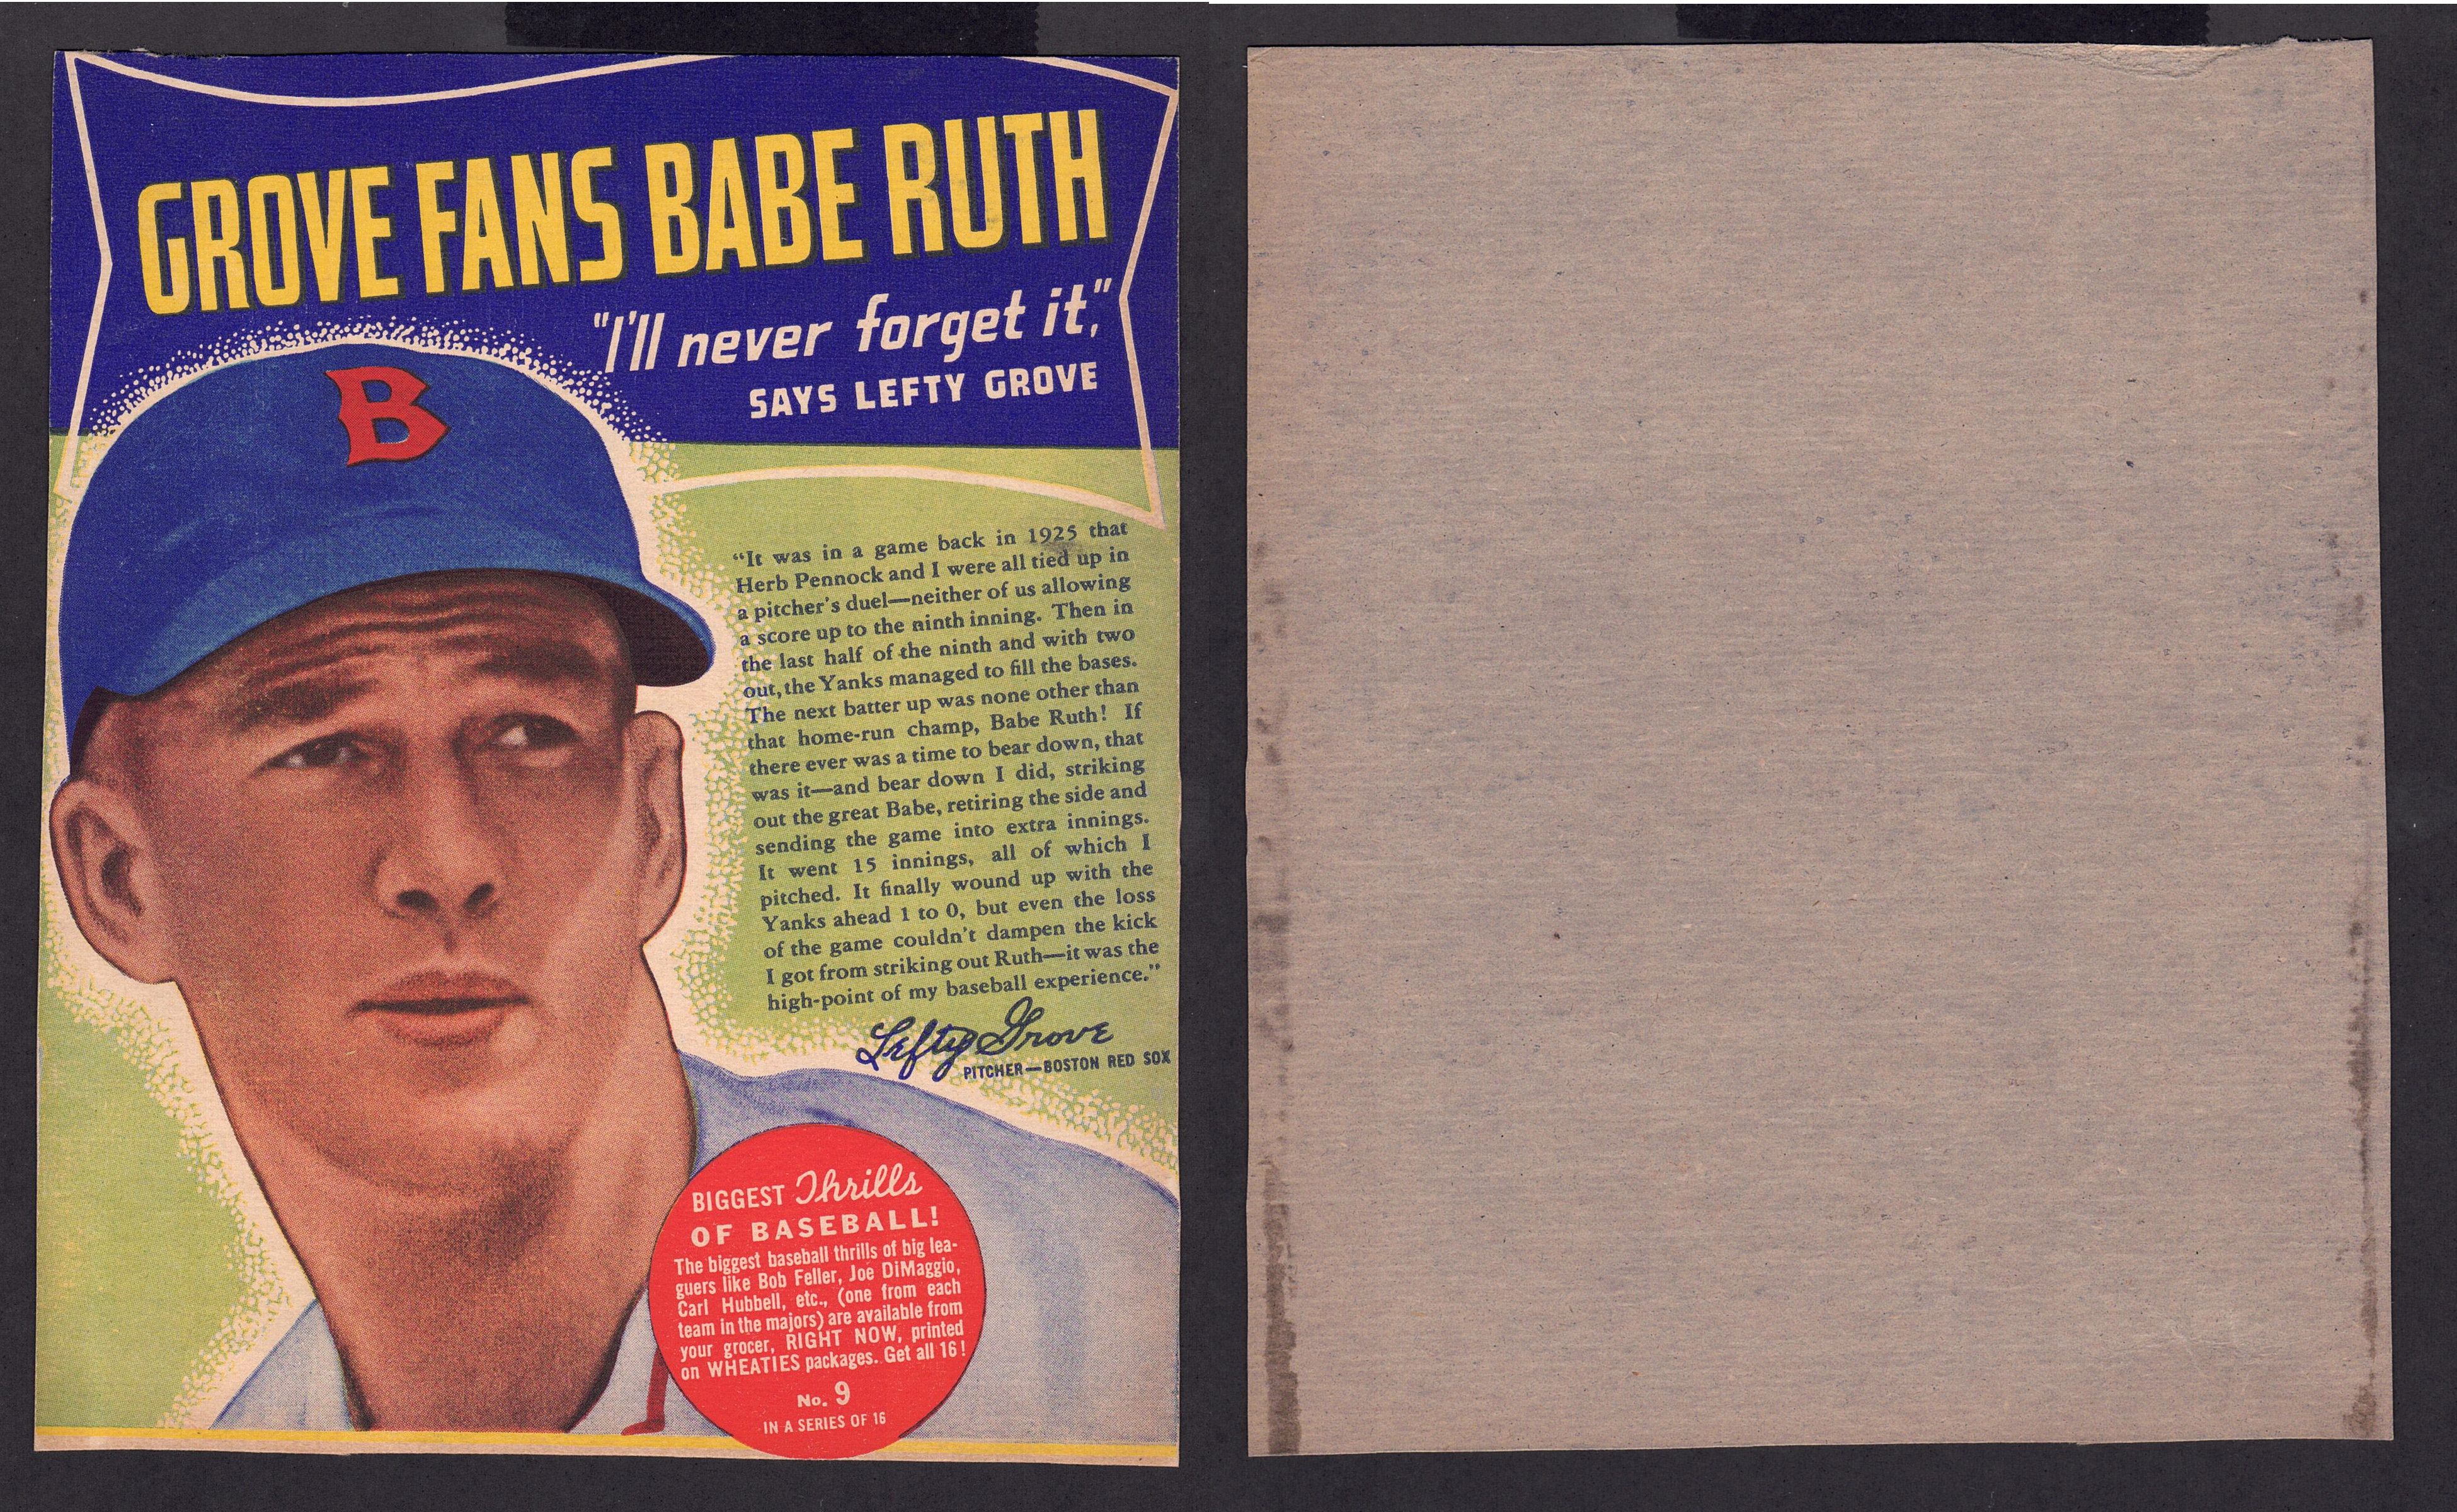 GROVE FANS BABE RUTH
"I'll never forget it,"
SAYS LEFTY GROVE
B
"It was in a game back in 1925 that
Herb Pennock and I were all tied up in
a pitcher's duel—neither of us allowing
a score up to the ninth inning. Then in
the last half of the ninth and with two
out, the Yanks managed to fill the bases.
The next batter up was none other than
that home-run champ, Babe Ruth! If
there ever was a time to bear down, that
was it—and bear down I did, striking
out the great Babe, retiring the side and
sending the game into extra innings.
It went 15 innings, all of which I
pitched. It finally wound up with the
Yanks ahead 1 to 0, but even the loss
of the game couldn't dampen the kick
I got from striking out Ruth—it was the
high-point of my baseball experience."
Lefty Grove
PITCHER—BOSTON RED SOX
BIGGEST Thrills
OF BASEBALL!
The biggest baseball thrills of big lea-
guers like Bob Feller, Joe DiMaggio,
Carl Hubbell, etc., (one from each
team in the majors) are available from
your grocer, RIGHT NOW, printed
on WHEATIES packages. Get all 16!
No. 9
IN A SERIES OF 16